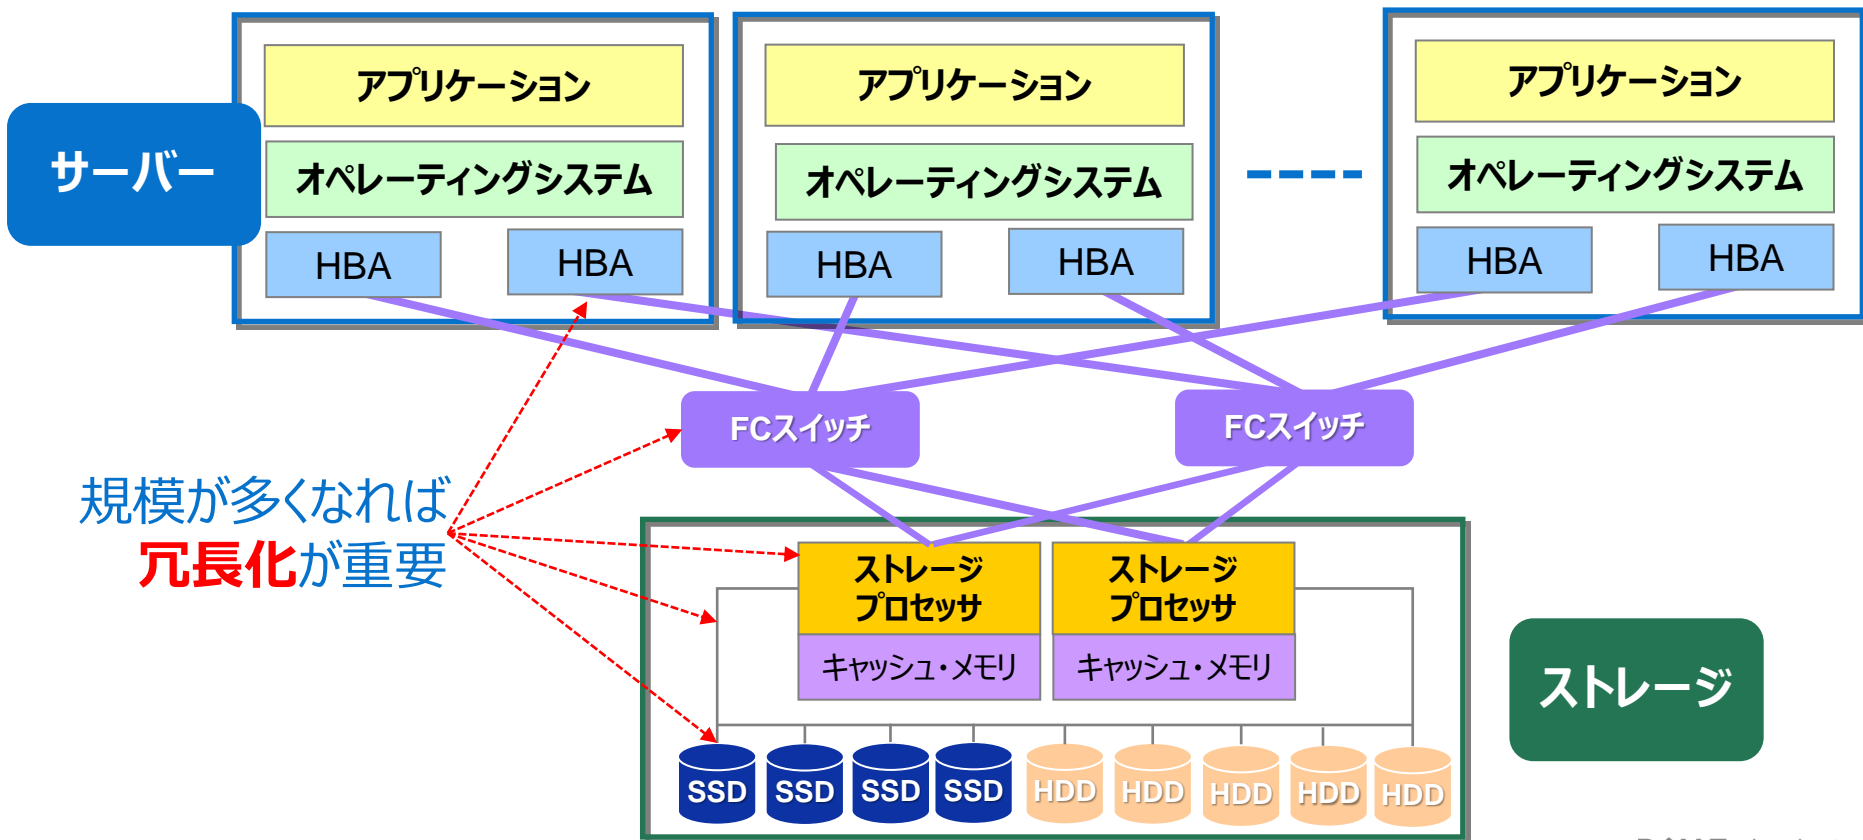 アプリケーション
アプリケーション
アプリケーション
サーバー
オペレーティングシステム
オペレーティングシステム
オペレーティングシステム
HBA
HBA
HBA
HBA
HBA
HBA
FCスイッチ
FCスイッチ
規模が多くなれば
冗長化が重要
ストレージ
プロセッサ
ストレージ
プロセッサ
キャッシュ・メモリ
キャッシュ・メモリ
ストレージ
SSD
SSD
SSD
SSD
HDD
HDD
HDD
HDD
HDD